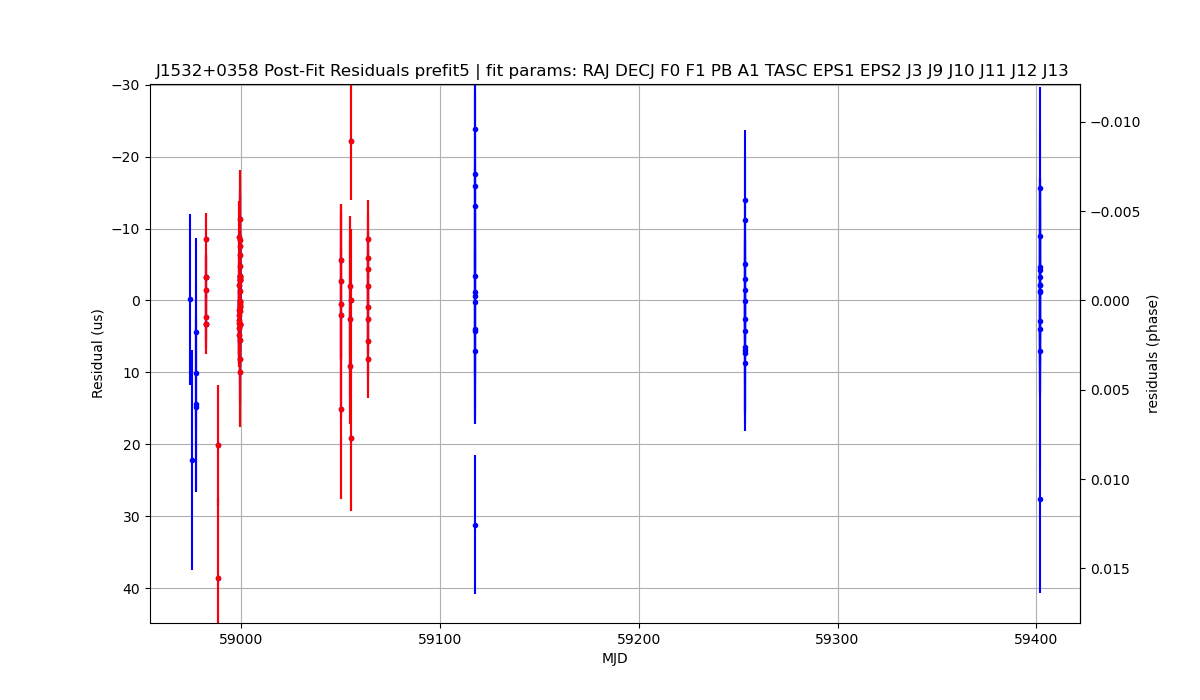 J1532+0358 Post-Fit Residuals prefit5 | fit params: RAJ DECJ F0 F1 PB A1 TASC EPS1 EPS2 J3 J9 J10 J11 J12 J13
−30
−20
−10
0
10
20
30
40
Residual (us)
−0.010
−0.005
0.000
0.005
0.010
0.015
residuals (phase)
59000 59100 59200 59300 59400
MJD